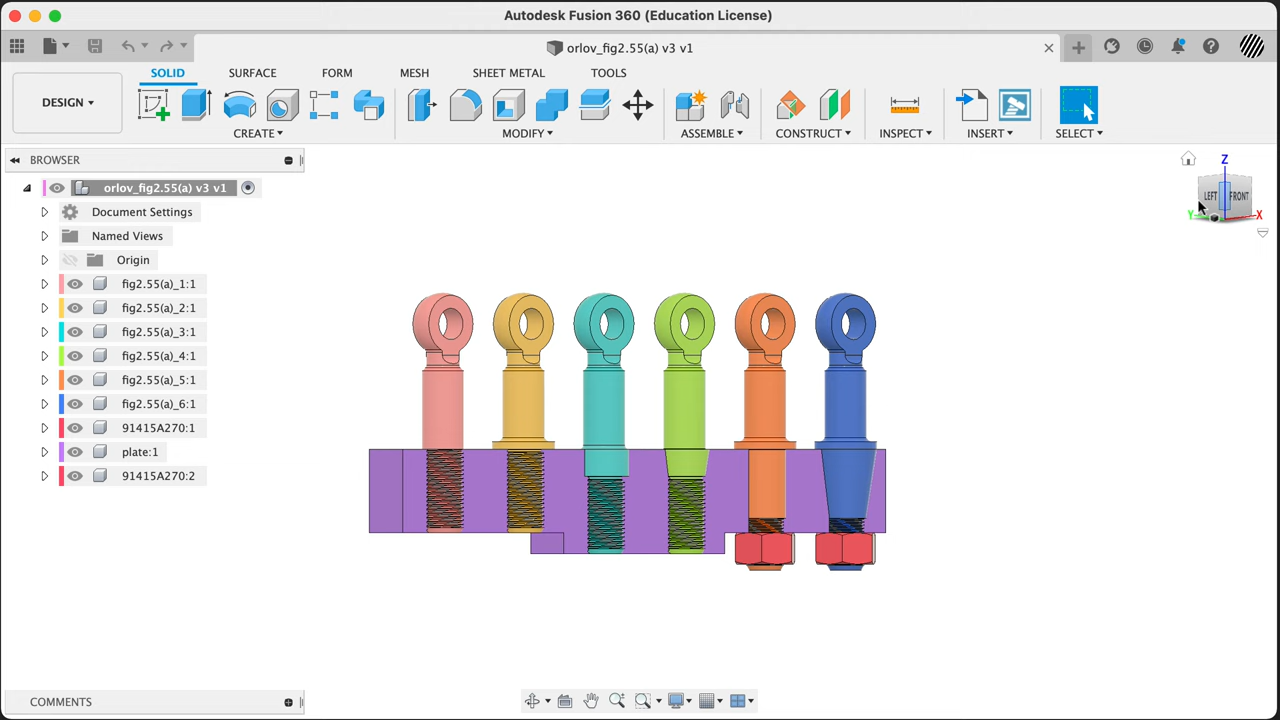 Autodesk Fusion 360 (Education License)
orlov_fig2.55(a) v3 v1
SOLID SURFACE FORM MESH SHEET METAL TOOLS
DESIGN
CREATE MODIFY ASSEMBLE CONSTRUCT INSPECT INSERT SELECT
BROWSER
orlov_fig2.55(a) v3 v1
Document Settings
Named Views
Origin
fig2.55(a)_1:1
fig2.55(a)_2:1
fig2.55(a)_3:1
fig2.55(a)_4:1
fig2.55(a)_5:1
fig2.55(a)_6:1
91415A270:1
plate:1
91415A270:2
Z
LEFT FRONT
Y X
COMMENTS